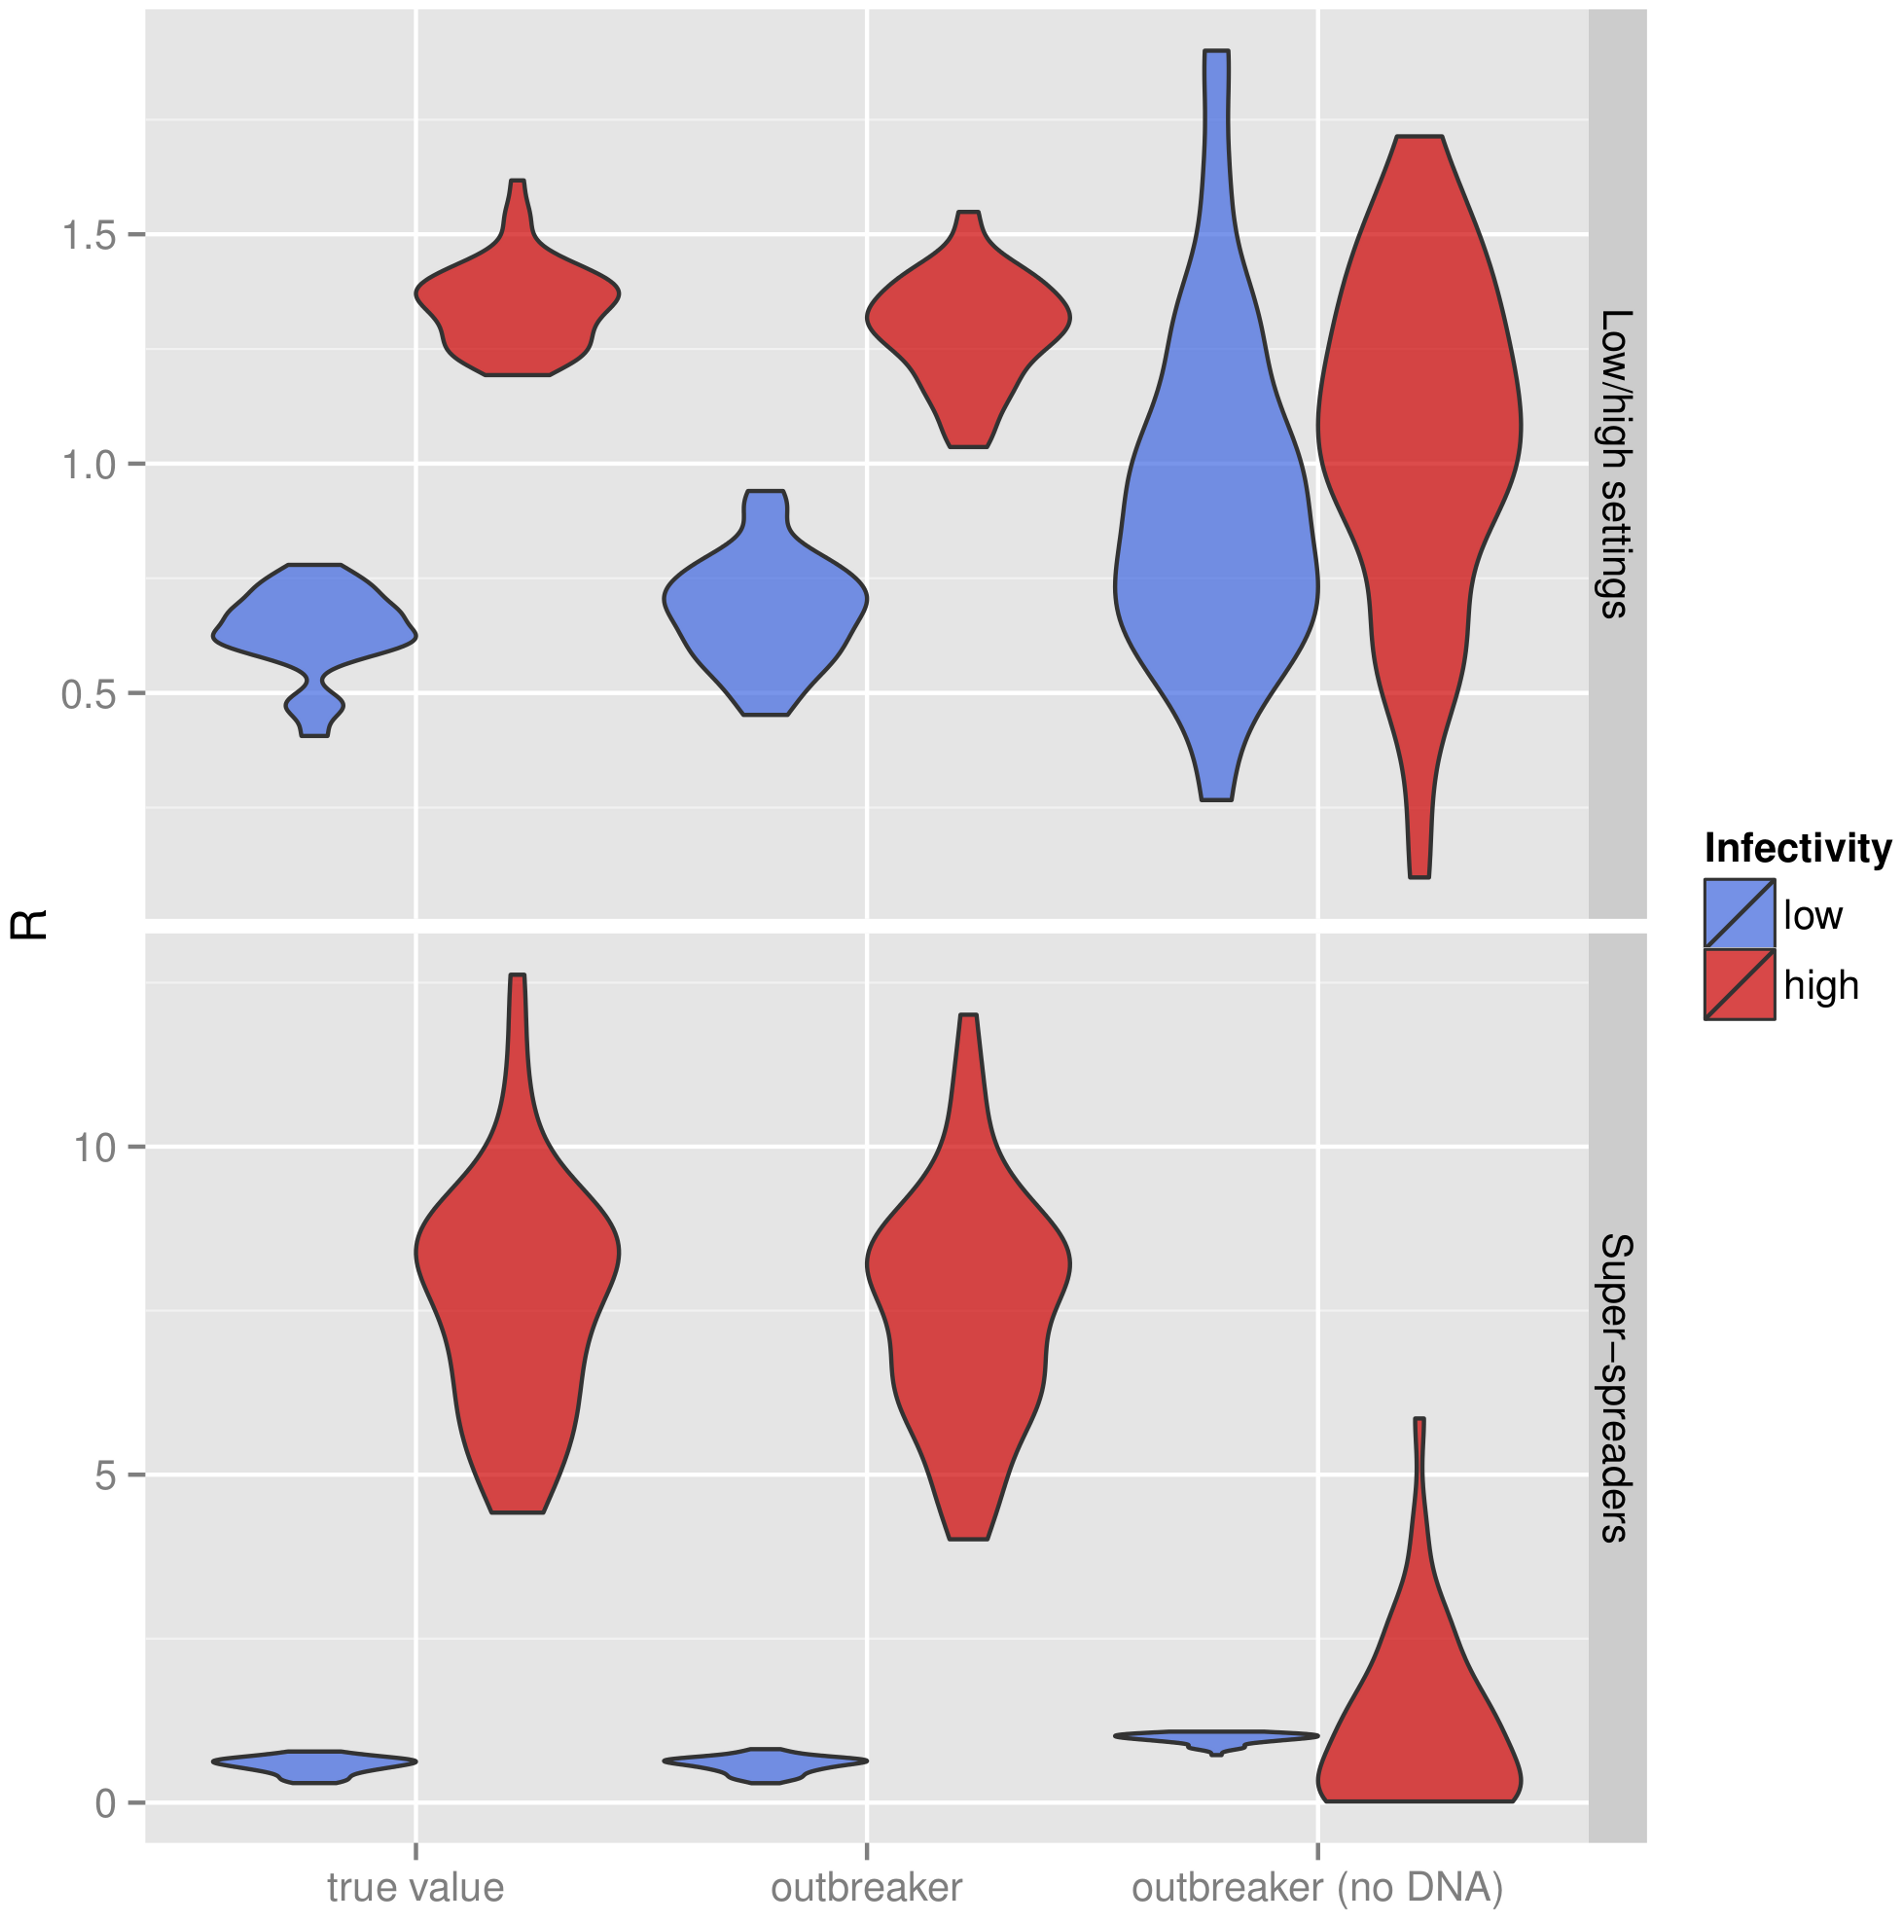 R
1.5
1.0
0.5
Low/high settings
10
5
0
Super−spreaders
true value
outbreaker
outbreaker (no DNA)
Infectivity
low
high